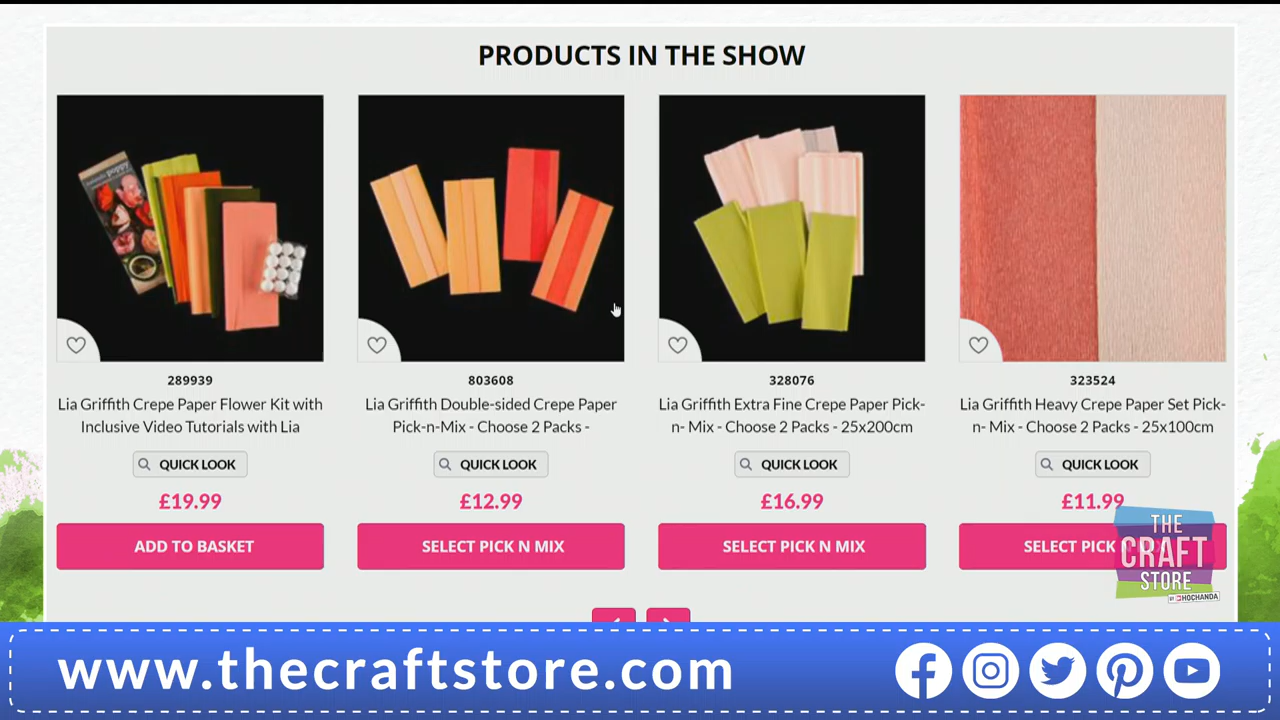 PRODUCTS IN THE SHOW
poppy
289939
Lia Griffith Crepe Paper Flower Kit with
Inclusive Video Tutorials with Lia
QUICK LOOK
£19.99
ADD TO BASKET
803608
Lia Griffith Double-sided Crepe Paper
Pick-n-Mix - Choose 2 Packs -
QUICK LOOK
£12.99
SELECT PICK N MIX
328076
Lia Griffith Extra Fine Crepe Paper Pick-
n- Mix - Choose 2 Packs - 25x200cm
QUICK LOOK
£16.99
SELECT PICK N MIX
323524
Lia Griffith Heavy Crepe Paper Set Pick-
n- Mix - Choose 2 Packs - 25x100cm
QUICK LOOK
£11.99
SELECT PICK
THE
CRAFT
STORE
BY HOCHANDA
www.thecraftstore.com